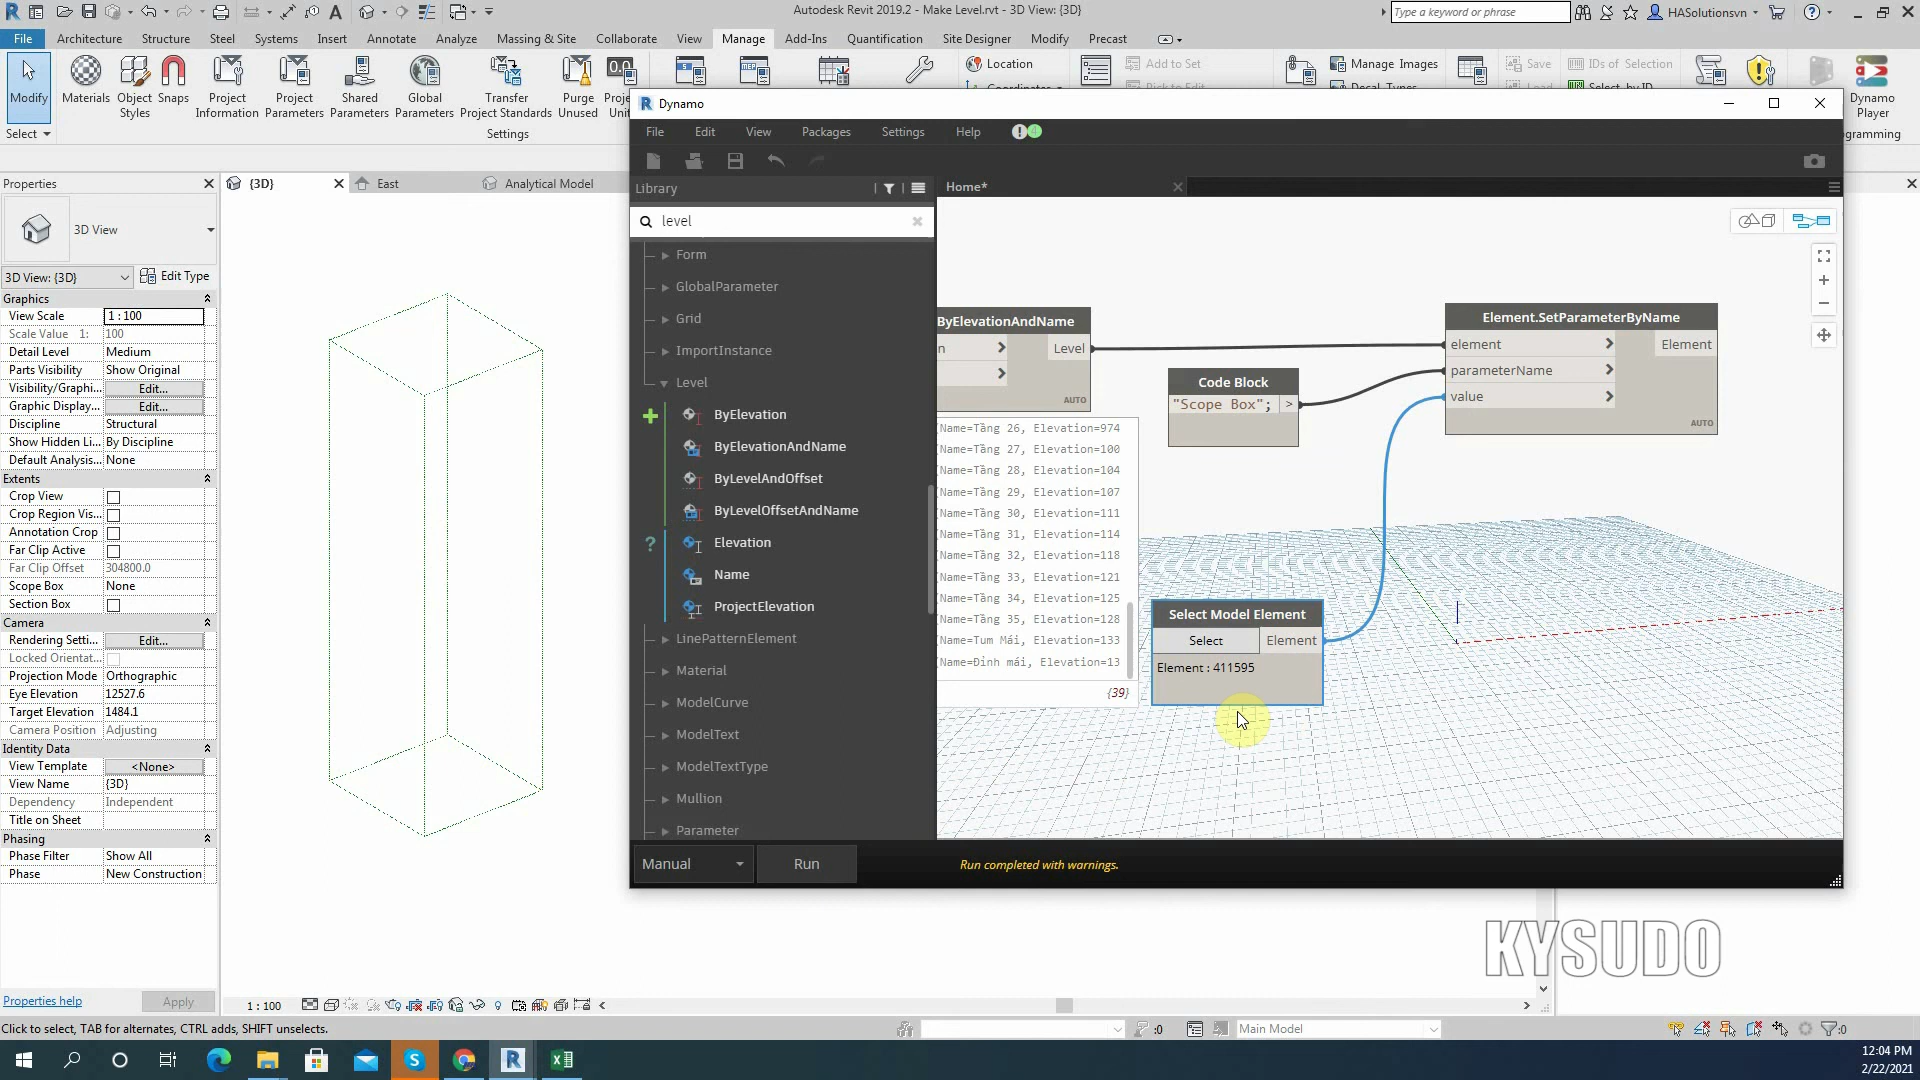 Autodesk Revit 2019.2 - Make Level.rvt - 3D View: {3D}
Type a keyword or phrase
HASolutionsvn
File Architecture Structure Steel Systems Insert Annotate Analyze Massing & Site Collaborate View Manage Add-Ins Quantification Site Designer Modify Precast
Modify
Materials
Object Styles
Snaps
Project Information
Project Parameters
Shared Parameters
Global Parameters
Transfer Project Standards
Purge Unused
Location
Add to Set
Manage Images
Save
IDs of Selection
Dynamo Player
Select
Settings
Dynamo
File Edit View Packages Settings Help
Library
level
Form
GlobalParameter
Grid
ImportInstance
Level
ByElevation
ByElevationAndName
ByLevelAndOffset
ByLevelOffsetAndName
Elevation
Name
ProjectElevation
LinePatternElement
Material
ModelCurve
ModelText
ModelTextType
Mullion
Parameter
Manual
Run
Run completed with warnings.
Home*
ByElevationAndName
n > Level
>
AUTO
Name=Tầng 26, Elevation=974
Name=Tầng 27, Elevation=100
Name=Tầng 28, Elevation=104
Name=Tầng 29, Elevation=107
Name=Tầng 30, Elevation=111
Name=Tầng 31, Elevation=114
Name=Tầng 32, Elevation=118
Name=Tầng 33, Elevation=121
Name=Tầng 34, Elevation=125
Name=Tầng 35, Elevation=128
Name=Tum Mái, Elevation=133
Name=Đỉnh mái, Elevation=13
{39}
Code Block
"Scope Box"; >
Element.SetParameterByName
element > Element
parameterName >
value >
AUTO
Select Model Element
Select Element
Element : 411595
Properties
{3D}
East
Analytical Model
3D View
3D View: {3D} Edit Type
Graphics
View Scale 1 : 100
Scale Value 1: 100
Detail Level Medium
Parts Visibility Show Original
Visibility/Graphi... Edit...
Graphic Display... Edit...
Discipline Structural
Show Hidden Li... By Discipline
Default Analysis... None
Extents
Crop View
Crop Region Vis...
Annotation Crop
Far Clip Active
Far Clip Offset 304800.0
Scope Box None
Section Box
Camera
Rendering Setti... Edit...
Locked Orientat...
Projection Mode Orthographic
Eye Elevation 12527.6
Target Elevation 1484.1
Camera Position Adjusting
Identity Data
View Template <None>
View Name {3D}
Dependency Independent
Title on Sheet
Phasing
Phase Filter Show All
Phase New Construction
Properties help
Apply
1 : 100
KYSUDO
Click to select, TAB for alternates, CTRL adds, SHIFT unselects.
:0
Main Model
:0
12:04 PM
2/22/2021